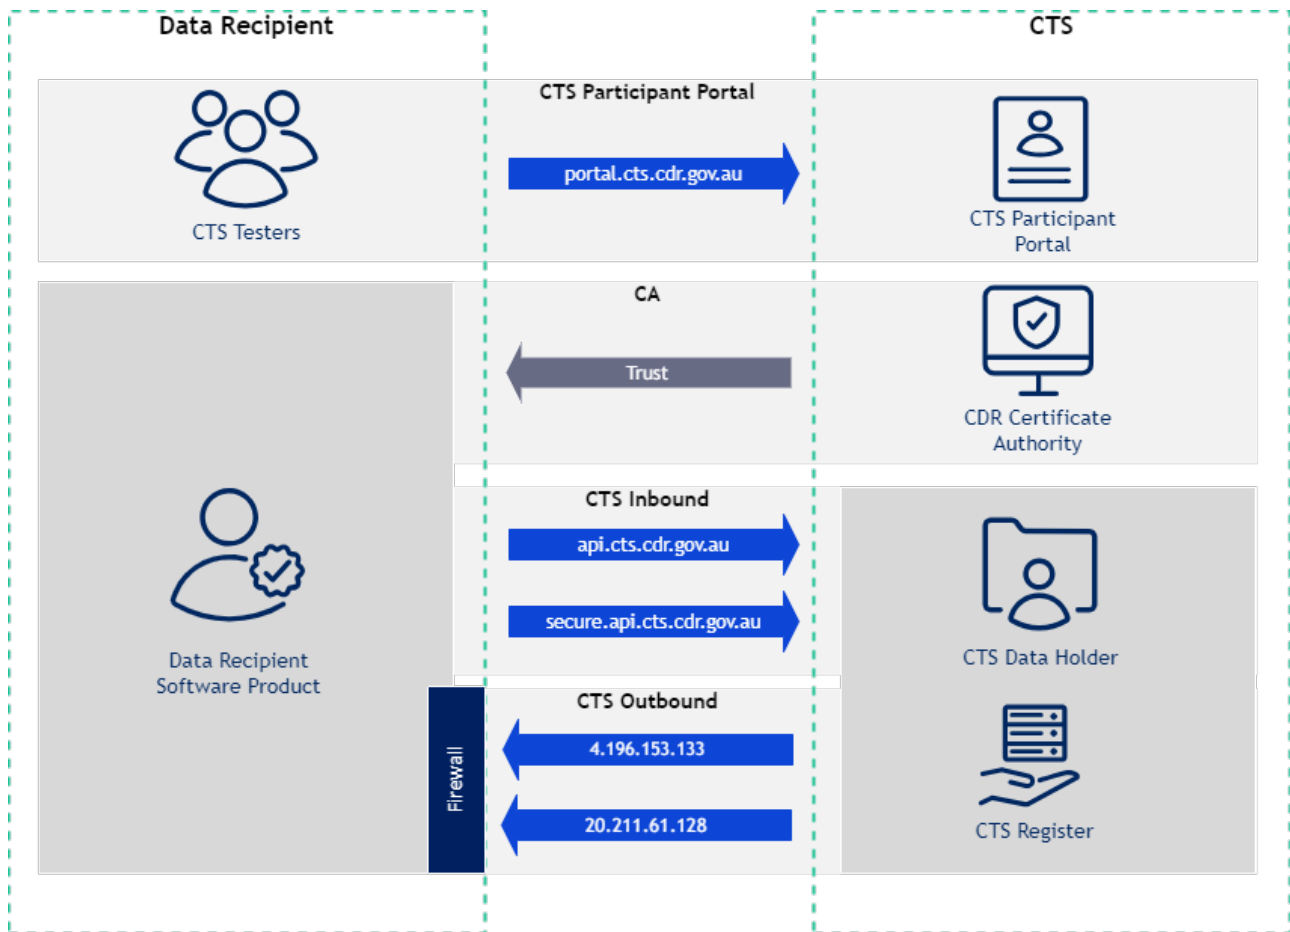 Data Recipient
CTS
CTS Participant Portal
portal.cts.cdr.gov.au
CTS Testers
CTS Participant
Portal
CA
Trust
CDR Certificate
Authority
CTS Inbound
api.cts.cdr.gov.au
secure.api.cts.cdr.gov.au
Data Recipient
Software Product
CTS Data Holder
CTS Outbound
Firewall
4.196.153.133
20.211.61.128
CTS Register